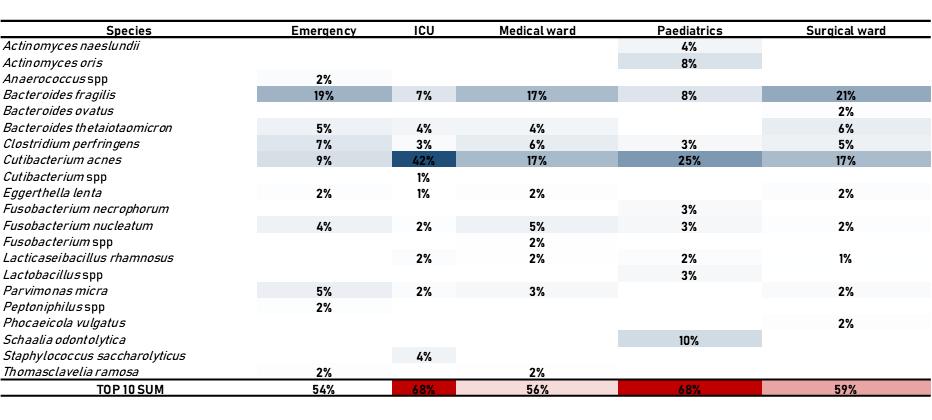 Species Emergency ICU Medical ward Paediatrics Surgical ward
Actinomyces naeslundii 4%
Actinomyces oris 8%
Anaerococcus spp 2%
Bacteroides fragilis 19% 7% 17% 8% 21%
Bacteroides ovatus 2%
Bacteroides thetaiotaomicron 5% 4% 4% 6%
Clostridium perfringens 7% 3% 6% 3% 5%
Cutibacterium acnes 9% 42% 17% 25% 17%
Cutibacterium spp 1%
Eggerthella lenta 2% 1% 2% 2%
Fusobacterium necrophorum 3%
Fusobacterium nucleatum 4% 2% 5% 3% 2%
Fusobacterium spp 2%
Lacticaseibacillus rhamnosus 2% 2% 2% 1%
Lactobacillus spp 3%
Parvimonas micra 5% 2% 3% 2%
Peptoniphilus spp 2%
Phocaeicola vulgatus 2%
Schaalia odontolytica 10%
Staphylococcus saccharolyticus 4%
Thomasclavelia ramosa 2% 2%
TOP 10 SUM 54% 68% 56% 68% 59%